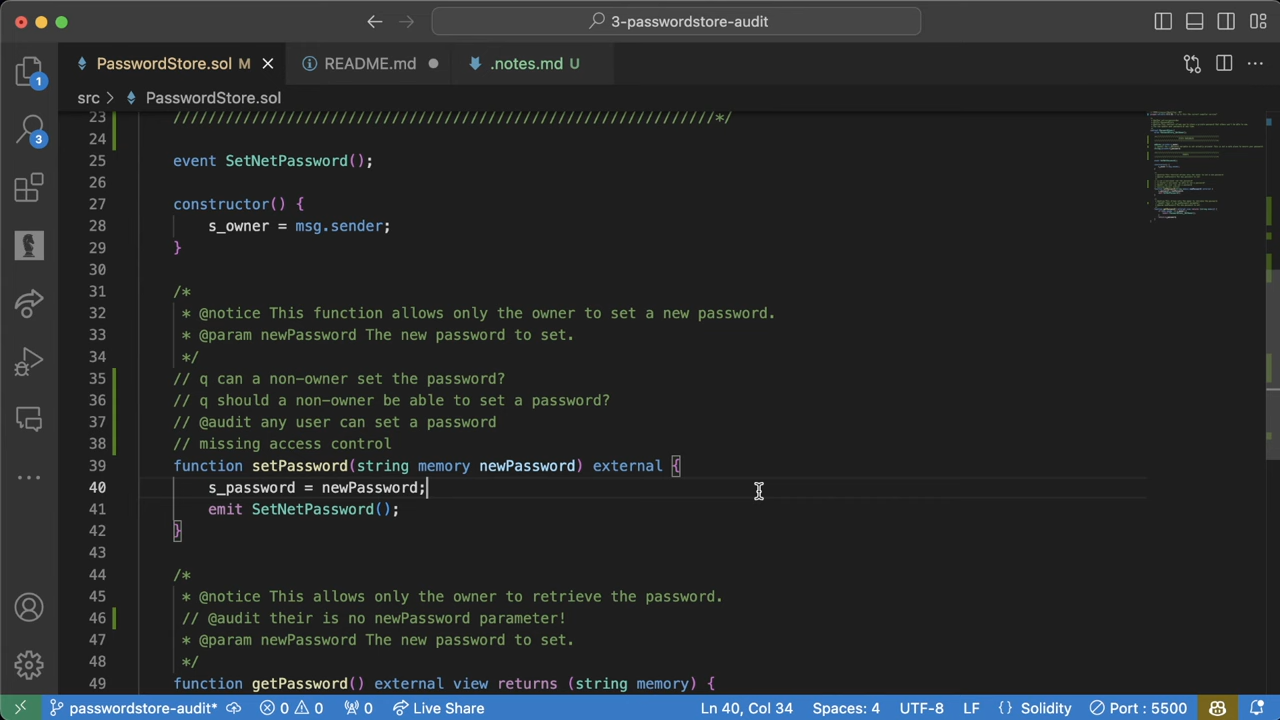 3-passwordstore-audit
PasswordStore.sol M
README.md
.notes.md U
1
src > PasswordStore.sol
3
23 /////////////////////////////////////////////////////////////*/
24
25 event SetNetPassword();
26
27 constructor() {
28 s_owner = msg.sender;
29 }
30
31 /*
32 * @notice This function allows only the owner to set a new password.
33 * @param newPassword The new password to set.
34 */
35 // q can a non-owner set the password?
36 // q should a non-owner be able to set a password?
37 // @audit any user can set a password
38 // missing access control
39 function setPassword(string memory newPassword) external {
40 s_password = newPassword;
41 emit SetNetPassword();
42 }
43
44 /*
45 * @notice This allows only the owner to retrieve the password.
46 // @audit their is no newPassword parameter!
47 * @param newPassword The new password to set.
48 */
49 function getPassword() external view returns (string memory) {
passwordstore-audit* 0 0 0 Live Share Ln 40, Col 34 Spaces: 4 UTF-8 LF {} Solidity Port : 5500